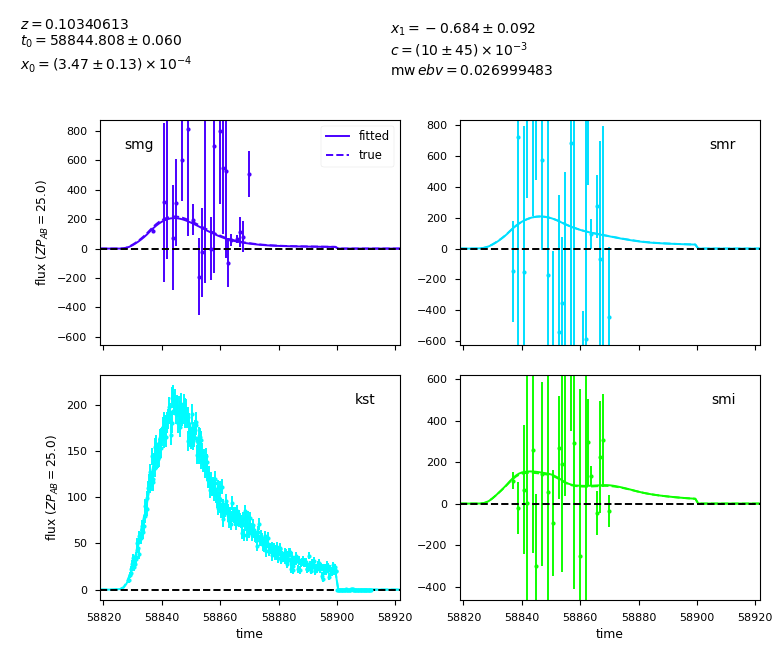 z = 0.10340613
t₀ = 58844.808 ± 0.060
x₀ = (3.47 ± 0.13) × 10⁻⁴
x₁ = − 0.684 ± 0.092
c = (10 ± 45) × 10⁻³
mw ebv = 0.026999483
smg
fitted
true
800
600
400
200
0
−200
−400
−600
flux (ZP_AB = 25.0)
smr
800
600
400
200
0
−200
−400
−600
kst
200
150
100
50
0
flux (ZP_AB = 25.0)
58820 58840 58860 58880 58900 58920
time
smi
600
400
200
0
−200
−400
58820 58840 58860 58880 58900 58920
time